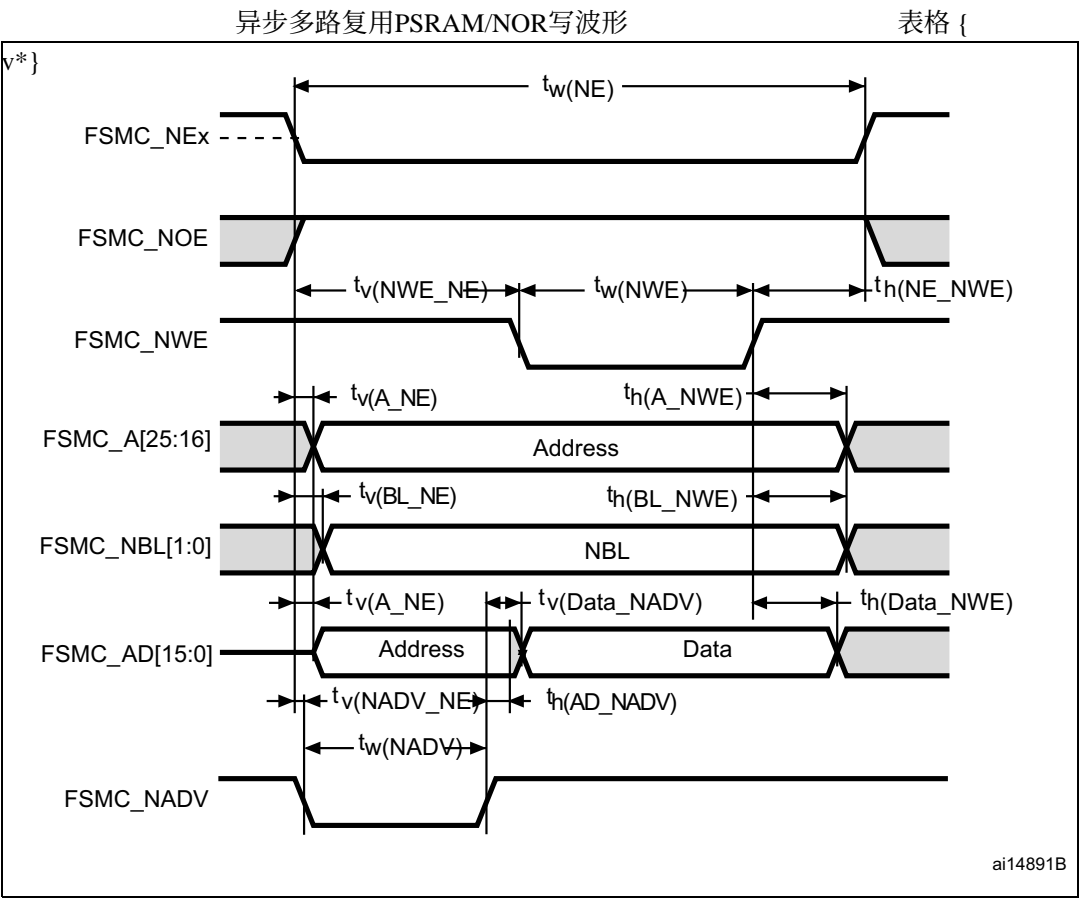 异步多路复用PSRAM/NOR写波形 表格 {
v*}
tw(NE)
FSMC_NEx
FSMC_NOE
tv(NWE_NE) tw(NWE) th(NE_NWE)
FSMC_NWE
tv(A_NE) th(A_NWE)
FSMC_A[25:16] Address
tv(BL_NE) th(BL_NWE)
FSMC_NBL[1:0] NBL
tv(A_NE) tv(Data_NADV) th(Data_NWE)
FSMC_AD[15:0] Address Data
tv(NADV_NE) th(AD_NADV)
tw(NADV)
FSMC_NADV
ai14891B